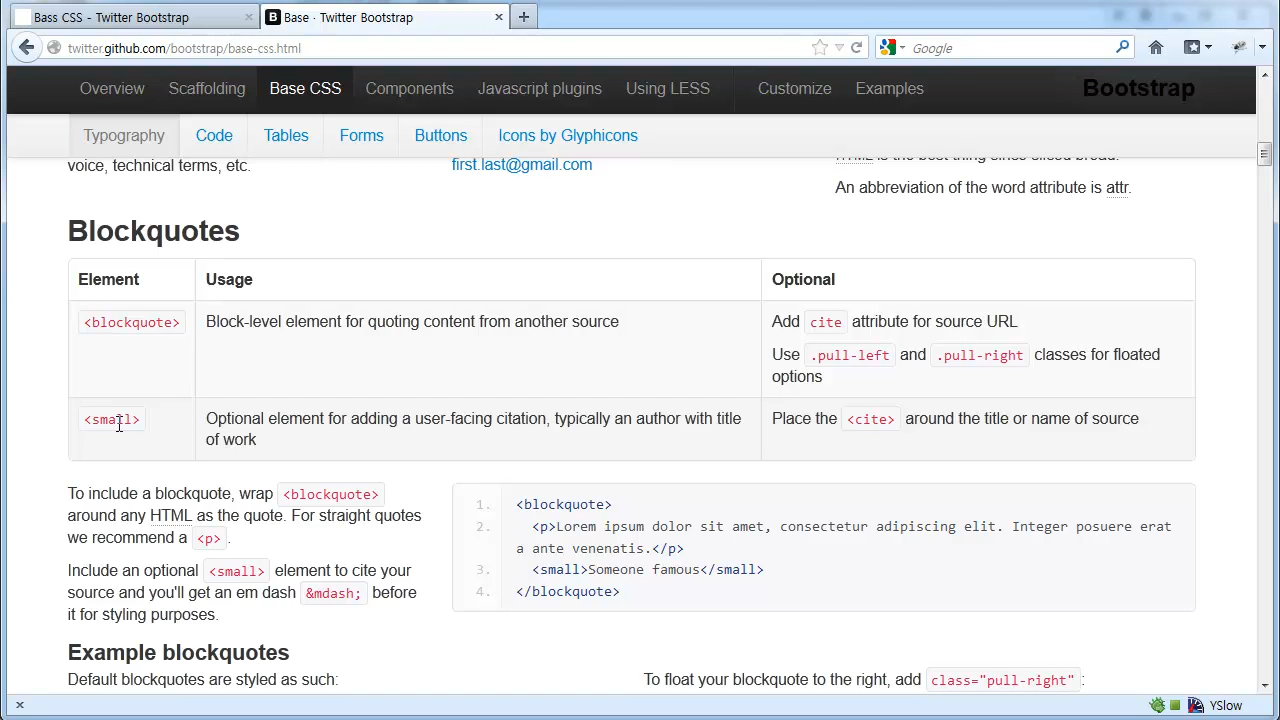 Bass CSS - Twitter Bootstrap
Base · Twitter Bootstrap
twitter.github.com/bootstrap/base-css.html
Google
Overview Scaffolding Base CSS Components Javascript plugins Using LESS Customize Examples Bootstrap
Typography Code Tables Forms Buttons Icons by Glyphicons
voice, technical terms, etc.
first.last@gmail.com
HTML is the best thing since sliced bread.
An abbreviation of the word attribute is attr.
Blockquotes
Element Usage Optional
<blockquote> Block-level element for quoting content from another source Add cite attribute for source URL
Use .pull-left and .pull-right classes for floated
options
<small> Optional element for adding a user-facing citation, typically an author with title Place the <cite> around the title or name of source
of work
To include a blockquote, wrap <blockquote>
around any HTML as the quote. For straight quotes
we recommend a <p>.
Include an optional <small> element to cite your
source and you'll get an em dash &mdash; before
it for styling purposes.
1. <blockquote>
2. <p>Lorem ipsum dolor sit amet, consectetur adipiscing elit. Integer posuere erat
a ante venenatis.</p>
3. <small>Someone famous</small>
4. </blockquote>
Example blockquotes
Default blockquotes are styled as such:
To float your blockquote to the right, add class="pull-right":
YSlow